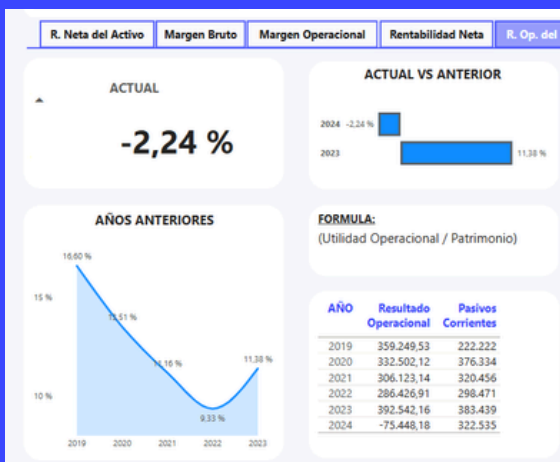 R. Neta del Activo Margen Bruto Margen Operacional Rentabilidad Neta R. Op. del
ACTUAL
-2,24 %
ACTUAL VS ANTERIOR
2024 -2,24 %
2023 11,38 %
AÑOS ANTERIORES
16,60 %
15 %
13,51 %
11,16 %
11,38 %
10 %
9,33 %
2019 2020 2021 2022 2023
FORMULA:
(Utilidad Operacional / Patrimonio)
AÑO Resultado Pasivos
Operacional Corrientes
2019 359.249,53 222.222
2020 332.502,12 376.334
2021 306.123,14 320.456
2022 286.426,91 298.471
2023 392.542,16 383.439
2024 -75.448,18 322.535